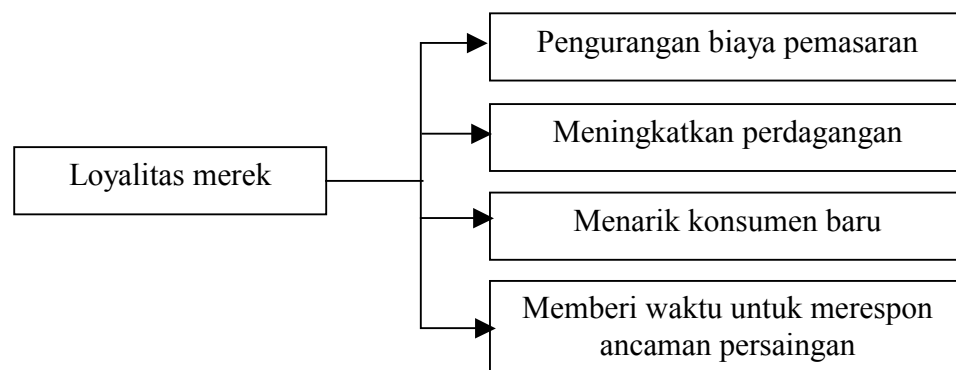 Pengurangan biaya pemasaran
Meningkatkan perdagangan
Loyalitas merek
Menarik konsumen baru
Memberi waktu untuk merespon
ancaman persaingan